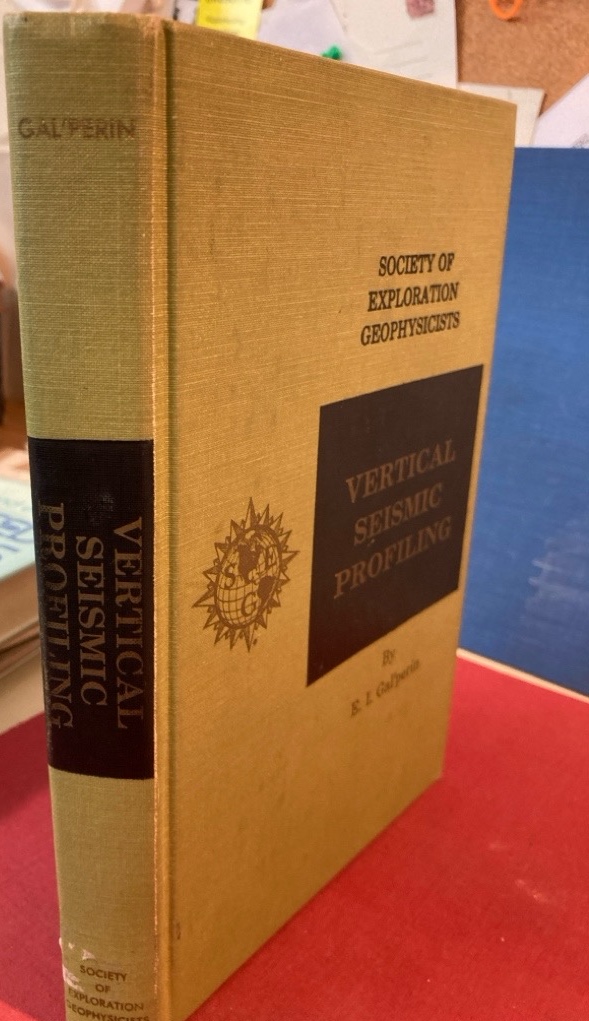 GAL'PERIN
VERTICAL
SEISMIC
PROFILING
SOCIETY
OF
EXPLORATION
GEOPHYSICISTS
SOCIETY OF
EXPLORATION
GEOPHYSICISTS
VERTICAL
SEISMIC
PROFILING
S E G
By
E. I. Gal'perin